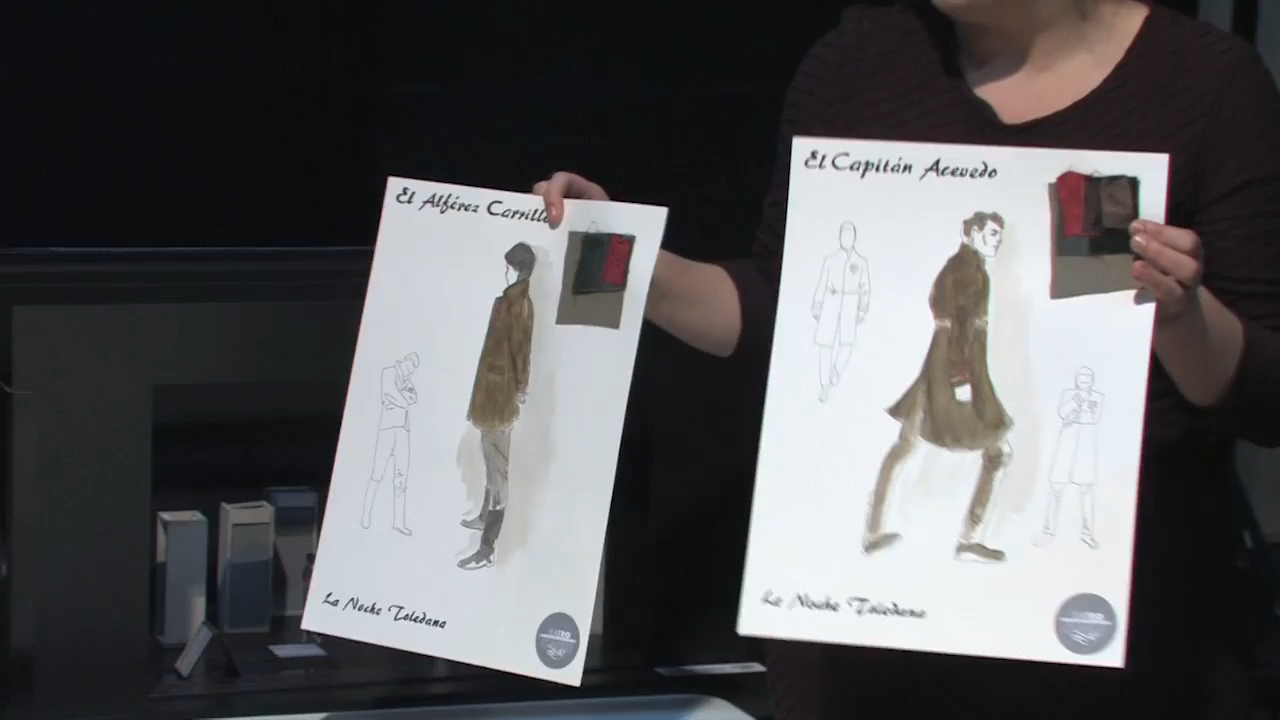 El Alférez Carrillo
La Noche Toledana
El Capitán Acevedo
La Noche Toledana